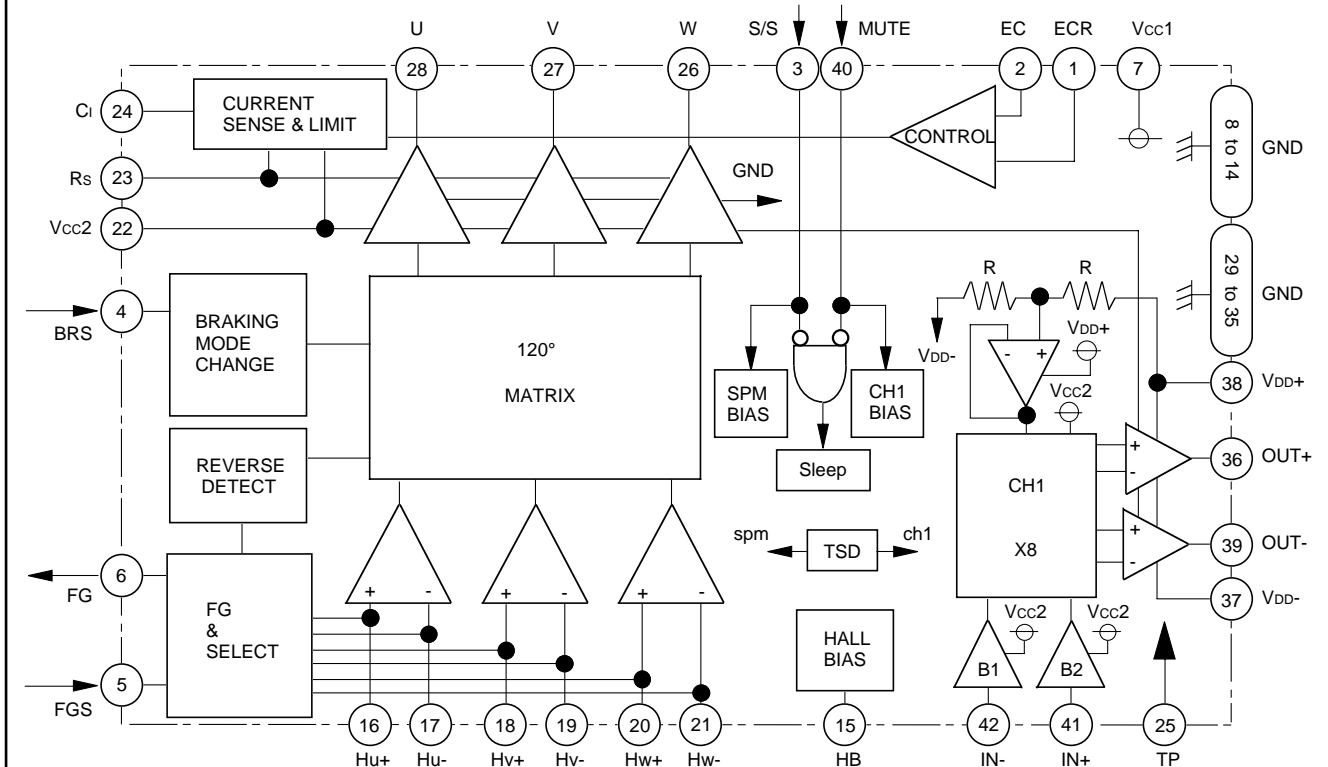 U
V
W
S/S
MUTE
EC
ECR
Vcc1
28
27
26
3
40
2
1
7
CI
24
CURRENT
SENSE & LIMIT
CONTROL
8 to 14
GND
RS
23
GND
Vcc2
22
29 to 35
GND
R
R
4
BRS
BRAKING
MODE
CHANGE
120°
MATRIX
VDD-
- +
VDD+
38
VDD+
SPM
BIAS
CH1
BIAS
Vcc2
Sleep
REVERSE
DETECT
CH1
X8
+
-
36
OUT+
+
-
39
OUT-
spm
TSD
ch1
6
FG
FG
&
SELECT
+ -
+ -
+ -
37
VDD-
HALL
BIAS
Vcc2
Vcc2
B1
B2
5
FGS
16
17
18
19
20
21
15
42
41
25
Hu+
Hu-
Hv+
Hv-
Hw+
Hw-
HB
IN-
IN+
TP